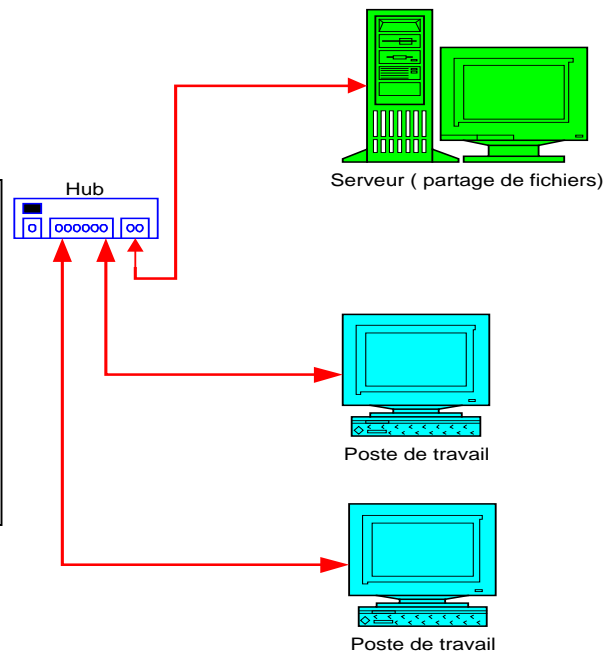 Serveur ( partage de fichiers)
Hub
Poste de travail
Poste de travail